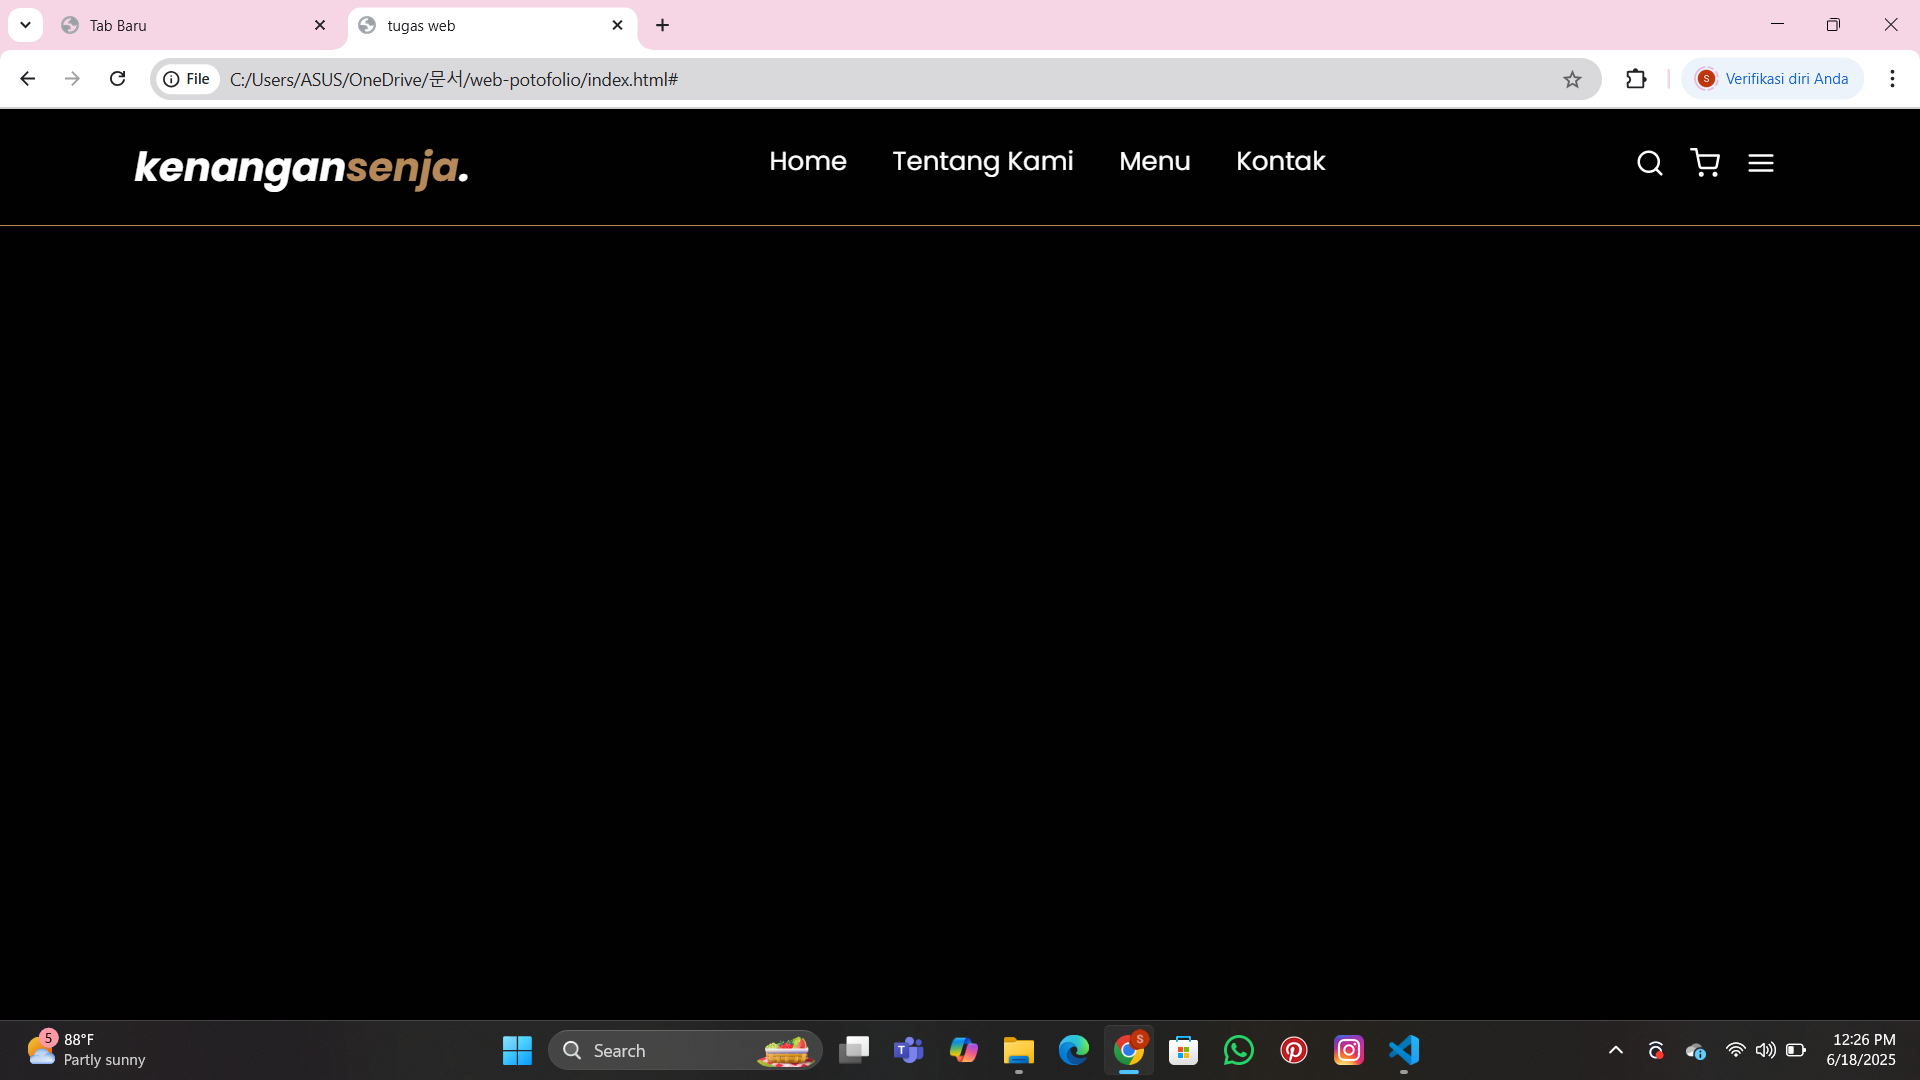 Tab Baru
tugas web
File
C:/Users/ASUS/OneDrive/문서/web-potofolio/index.html#
S
Verifikasi diri Anda
kenangansenja.
Home
Tentang Kami
Menu
Kontak
5
88°F
Partly sunny
Search
T
S
12:26 PM
6/18/2025